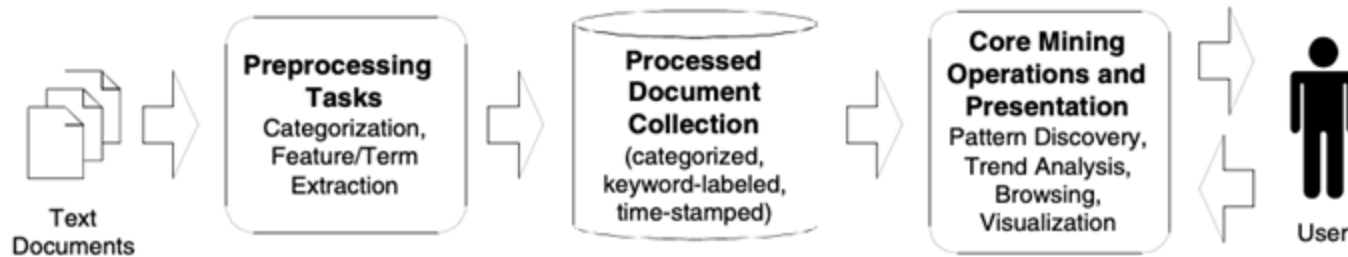 Text
Documents
Preprocessing
Tasks
Categorization,
Feature/Term
Extraction
Processed
Document
Collection
(categorized,
keyword-labeled,
time-stamped)
Core Mining
Operations and
Presentation
Pattern Discovery,
Trend Analysis,
Browsing,
Visualization
User